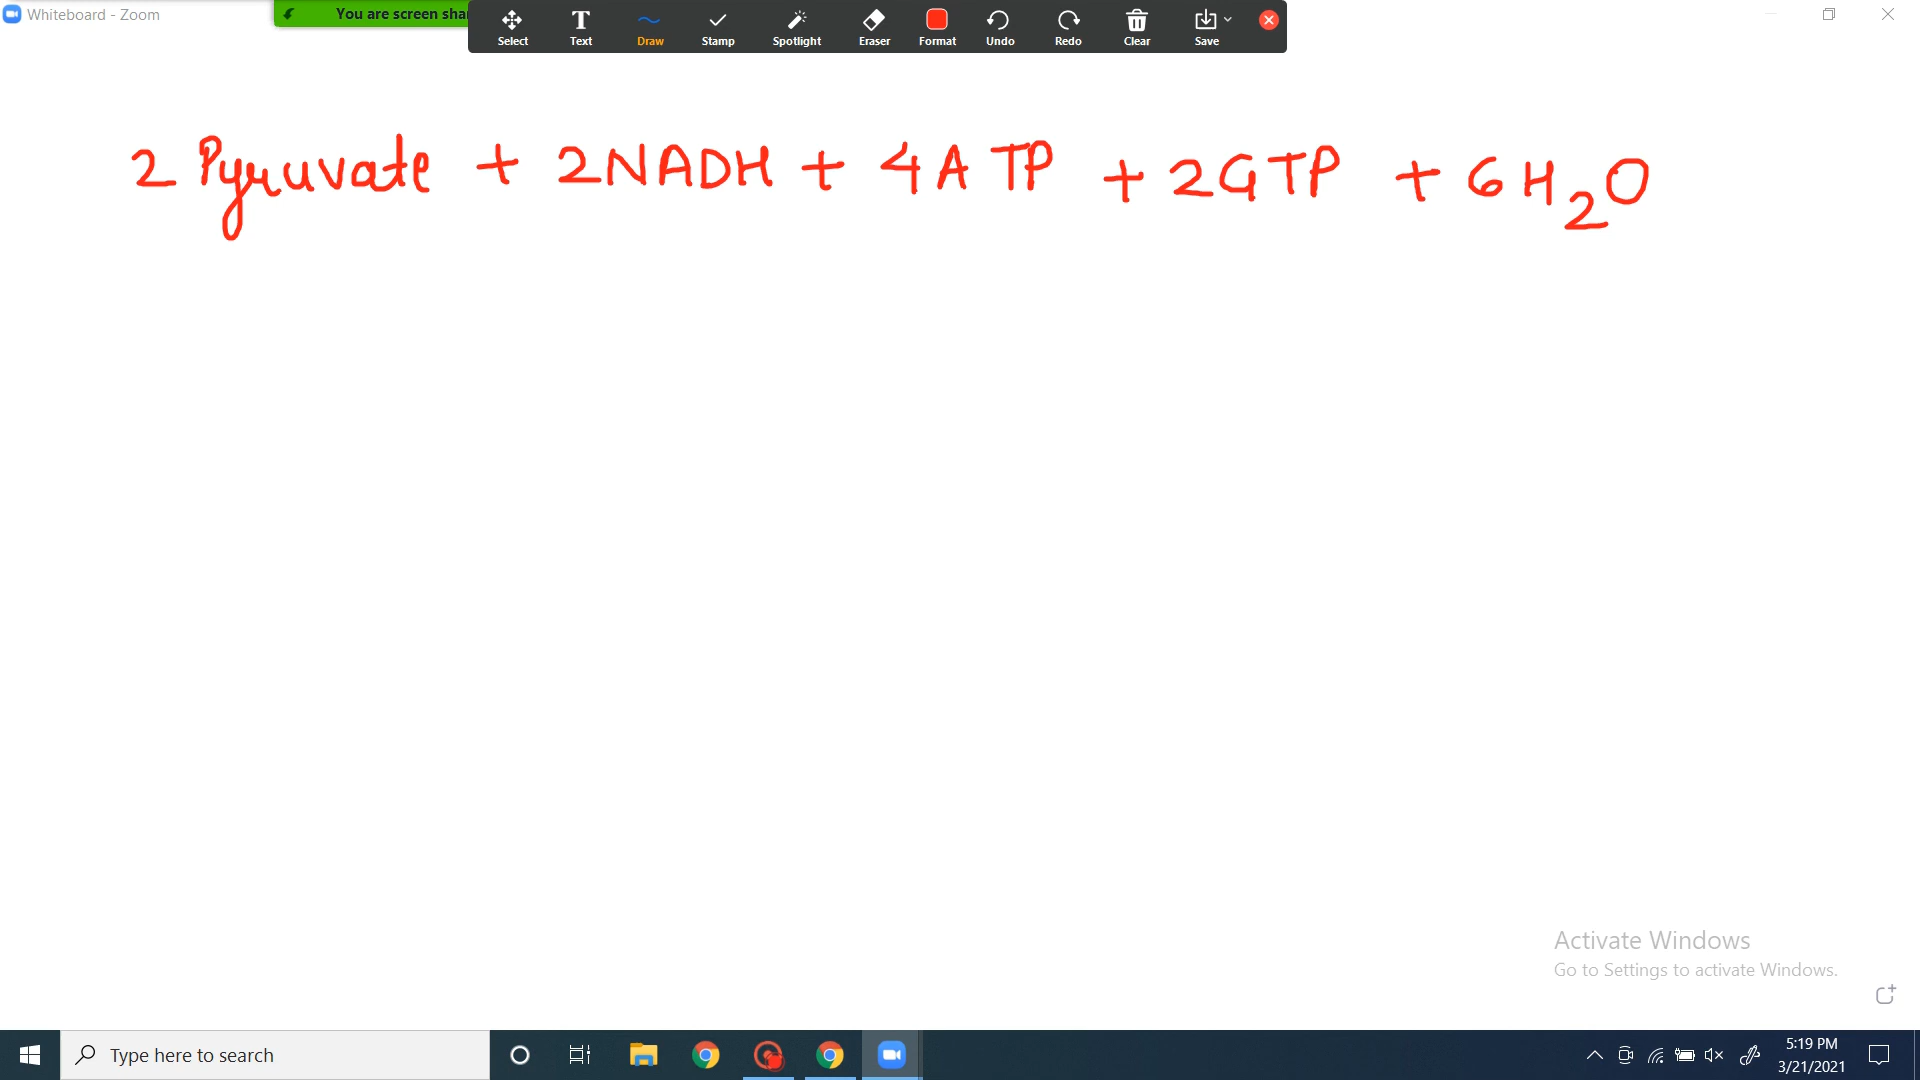 Whiteboard - Zoom
You are screen sha
Select Text Draw Stamp Spotlight Eraser Format Undo Redo Clear Save
2 Pyruvate + 2NADH + 4ATP + 2GTP + 6H₂O
Activate Windows
Go to Settings to activate Windows.
Type here to search
5:19 PM
3/21/2021